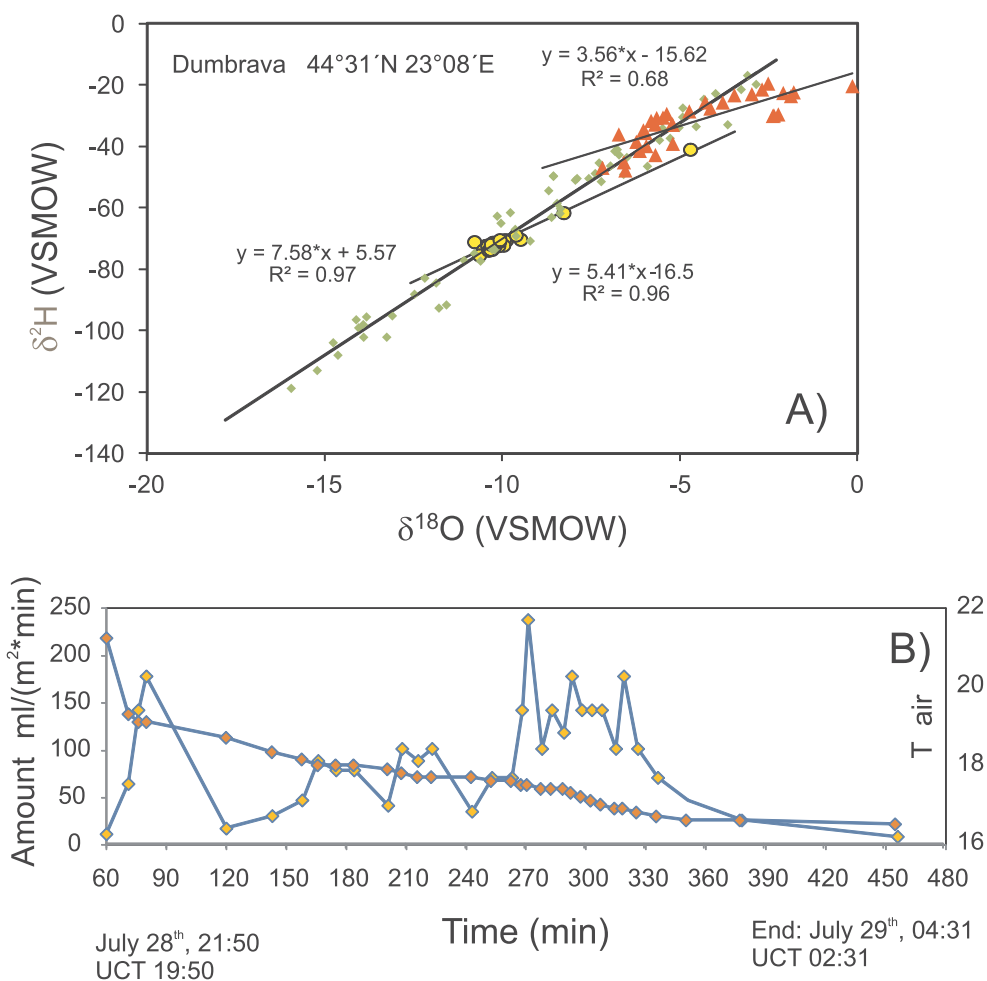 0
-20
-40
-60
-80
-100
-120
-140
δ²H (VSMOW)
Dumbrava 44°31´N 23°08´E
y = 3.56*x - 15.62
R² = 0.68
y = 7.58*x + 5.57
R² = 0.97
y = 5.41*x-16.5
R² = 0.96
A)
-20 -15 -10 -5 0
δ¹⁸O (VSMOW)
250
200
150
100
50
0
Amount ml/(m²*min)
B)
22
20
18
16
T air
60 90 120 150 180 210 240 270 300 330 360 390 420 450 480
Time (min)
July 28th, 21:50
UCT 19:50
End: July 29th, 04:31
UCT 02:31